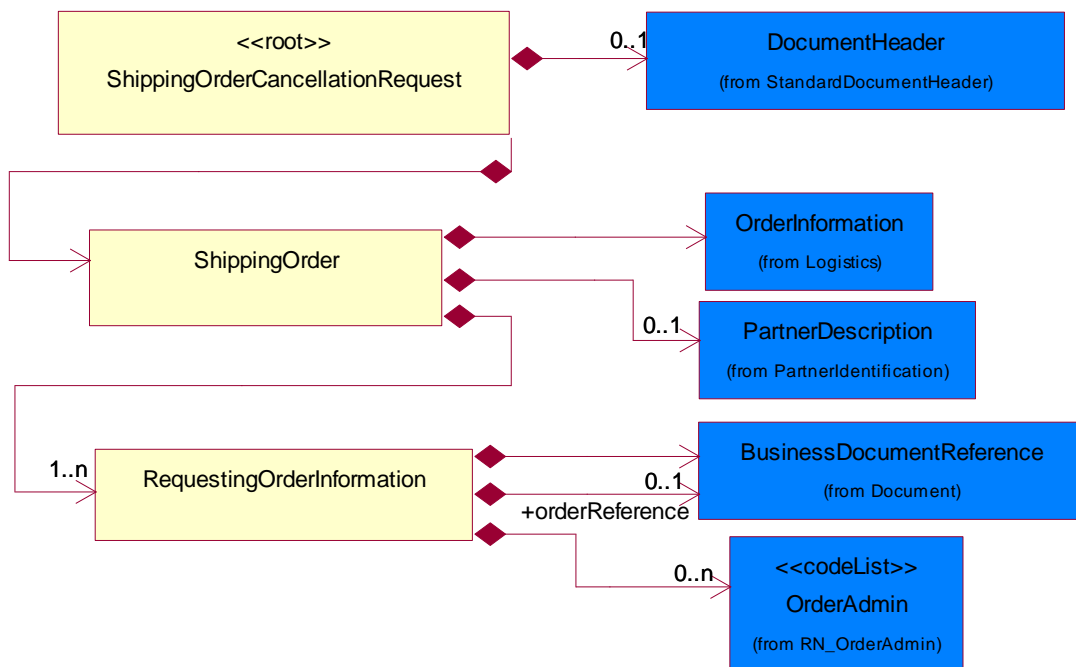 <<root>>
ShippingOrderCancellationRequest
0..1
DocumentHeader
(from StandardDocumentHeader)
ShippingOrder
OrderInformation
(from Logistics)
0..1
PartnerDescription
(from PartnerIdentification)
1..n
RequestingOrderInformation
BusinessDocumentReference
(from Document)
0..1
+orderReference
0..n
<<codeList>>
OrderAdmin
(from RN_OrderAdmin)